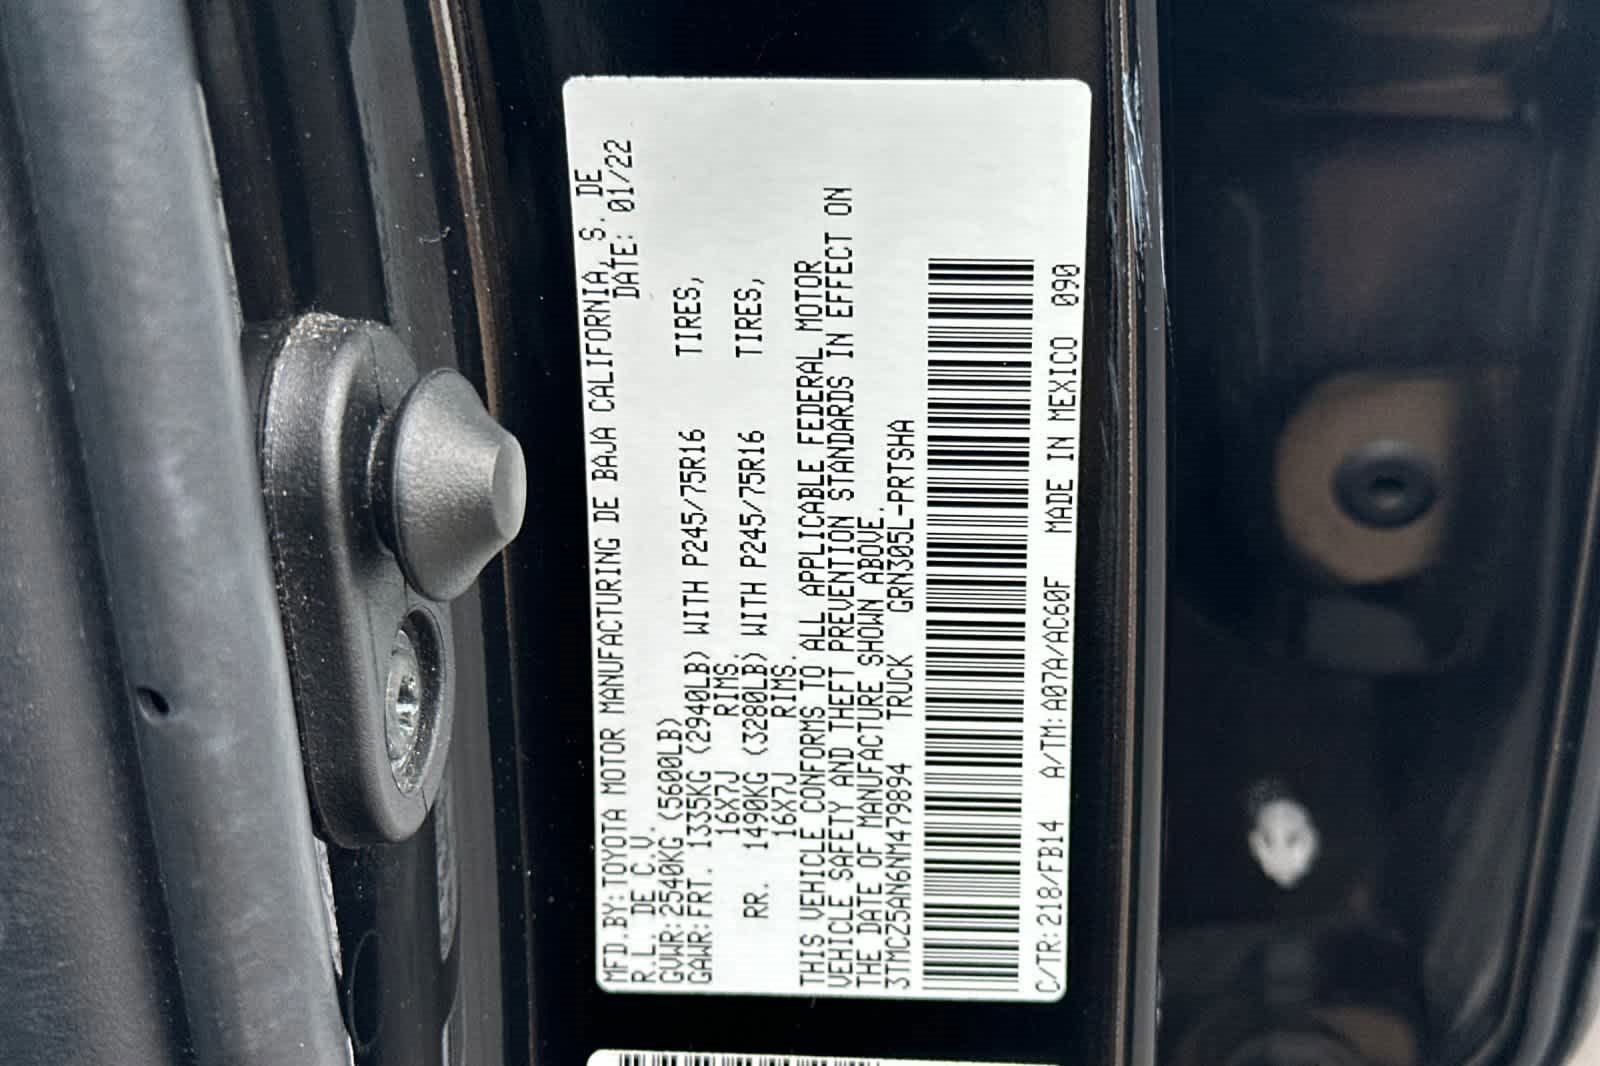 MFD.BY:TOYOTA MOTOR MANUFACTURING DE BAJA CALIFORNIA, S. DE
R.L. DE C.V. DATE: 01/22
GVWR:2540KG (5600LB)
GAWR:FRT. 1335KG (2940LB) WITH P245/75R16 TIRES,
16X7J RIMS.
RR. 1490KG (3280LB) WITH P245/75R16 TIRES,
16X7J RIMS.
THIS VEHICLE CONFORMS TO ALL APPLICABLE FEDERAL MOTOR
VEHICLE SAFETY AND THEFT PREVENTION STANDARDS IN EFFECT ON
THE DATE OF MANUFACTURE SHOWN ABOVE.
3TMCZ5AN6NM479894 TRUCK GRN305L-PRTSHA
C/TR:218/FB14 A/TM:A07A/AC60F MADE IN MEXICO 090